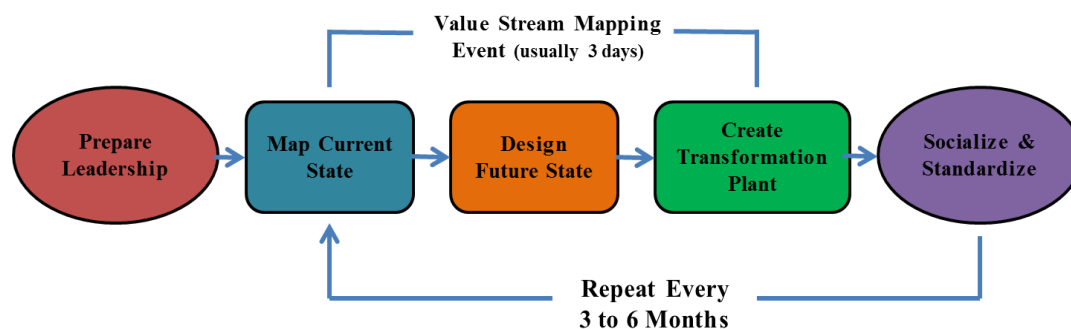 Value Stream Mapping
Event (usually 3 days)
Prepare
Leadership
Map Current
State
Design
Future State
Create
Transformation
Plant
Socialize &
Standardize
Repeat Every
3 to 6 Months